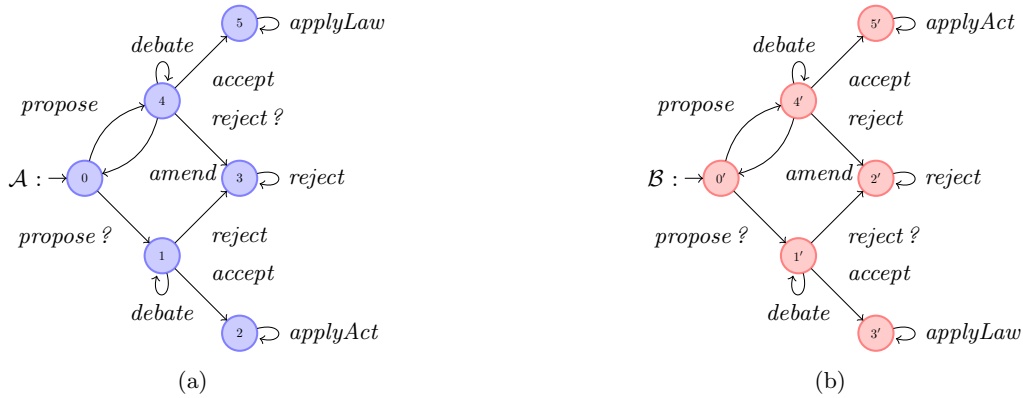 5 applyLaw
debate
4
accept
propose
reject ?
𝒜 : 0
amend 3 reject
propose ?
1
reject
accept
debate
2 applyAct
(a)
5′ applyAct
debate
4′
accept
propose
reject
ℬ : 0′
amend 2′ reject
propose ?
1′
reject ?
accept
debate
3′ applyLaw
(b)